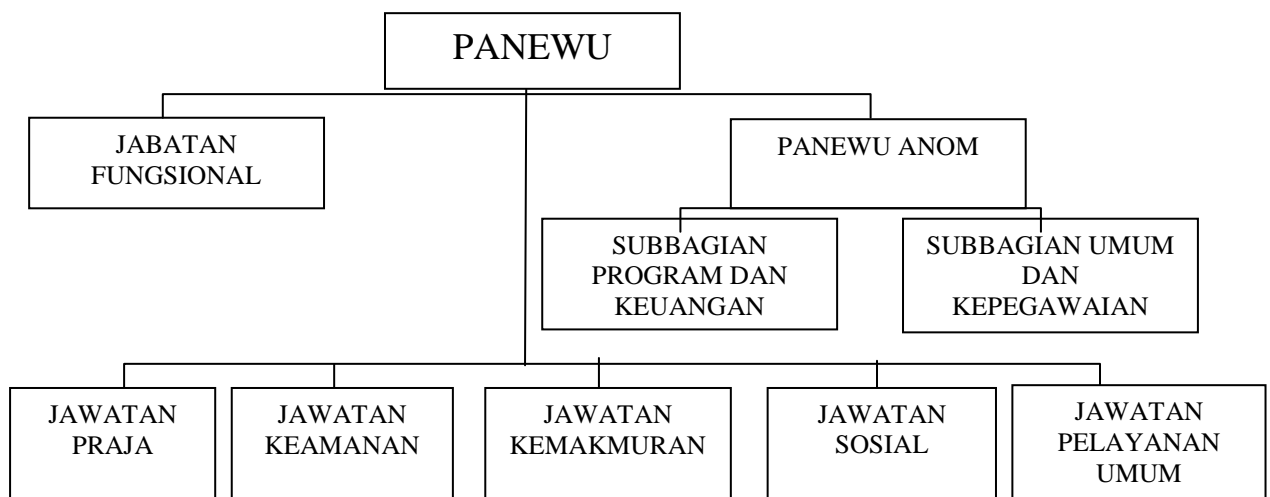 PANEWU
JABATAN
FUNGSIONAL
PANEWU ANOM
SUBBAGIAN
PROGRAM DAN
KEUANGAN
SUBBAGIAN UMUM
DAN
KEPEGAWAIAN
JAWATAN
PRAJA
JAWATAN
KEAMANAN
JAWATAN
KEMAKMURAN
JAWATAN
SOSIAL
JAWATAN
PELAYANAN
UMUM